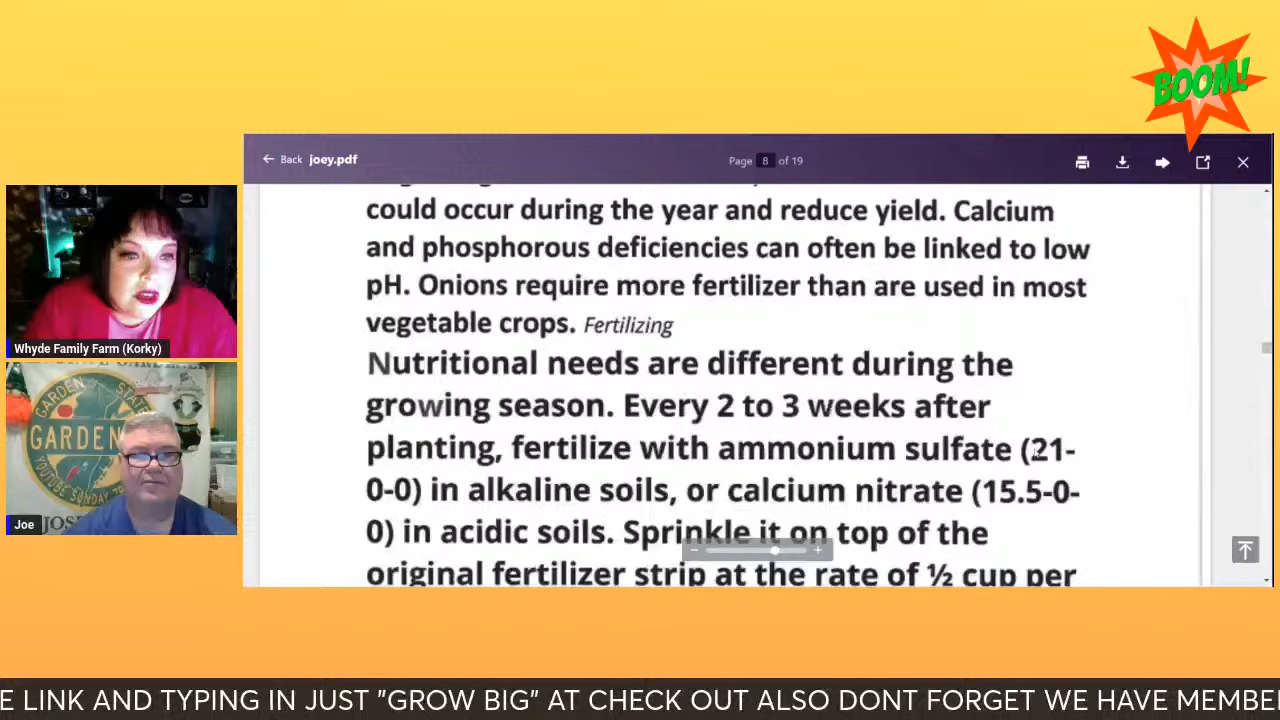 BOOM!
Back joey.pdf
Page 8 of 19
could occur during the year and reduce yield. Calcium
and phosphorous deficiencies can often be linked to low
pH. Onions require more fertilizer than are used in most
vegetable crops. Fertilizing
Nutritional needs are different during the
growing season. Every 2 to 3 weeks after
planting, fertilize with ammonium sulfate (21-
0-0) in alkaline soils, or calcium nitrate (15.5-0-
0) in acidic soils. Sprinkle it on top of the
original fertilizer strip at the rate of ½ cup per
Whyde Family Farm (Korky)
GARDEN STATE
GARDEN
YOUTUBE SUNDAY
Joe
JOS
E LINK AND TYPING IN JUST "GROW BIG" AT CHECK OUT ALSO DONT FORGET WE HAVE MEMBE